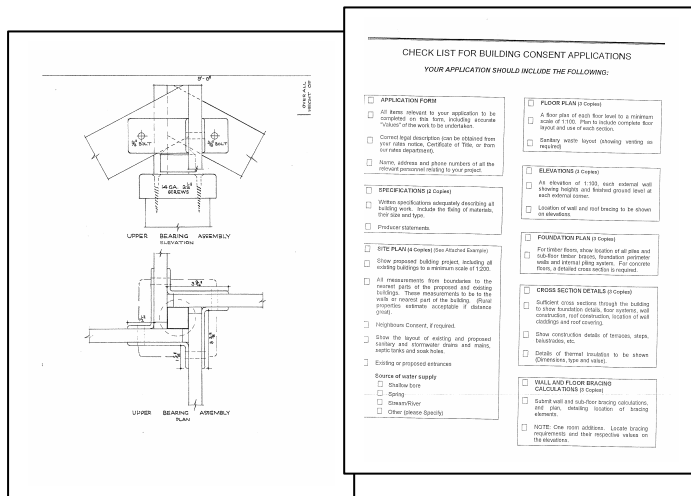 8'-0"
OVERALL
HEIGHT OF
BOLT
BOLT
14 GA. 2½"
SCREWS
UPPER BEARING ASSEMBLY
ELEVATION
UPPER BEARING ASSEMBLY
PLAN
CHECK LIST FOR BUILDING CONSENT APPLICATIONS
YOUR APPLICATION SHOULD INCLUDE THE FOLLOWING:
APPLICATION FORM
All items relevant to your application to be
completed on this form, including accurate
"Values" of the work to be undertaken.
Correct legal description (can be obtained from
your rates notice, Certificate of Title, or from
our rates department).
Name, address and phone numbers of all the
relevant personnel relating to your project
SPECIFICATIONS (2 Copies)
Written specifications adequately describing all
building work. Include the fixing of materials,
their size and type.
Producer statements.
SITE PLAN (4 Copies) (See Attached Example)
Show proposed building project, including all
existing buildings to a minimum scale of 1:200.
All measurements from boundaries to the
nearest parts of the proposed and existing
buildings. These measurements to be to the
walls or nearest part of the building. (Rural
properties estimate acceptable if distance
great).
Neighbours Consent, if required.
Show the layout of existing and proposed
sanitary and stormwater drains and mains,
septic tanks and soak holes.
Existing or proposed entrances
Source of water supply
Shallow bore
Spring
Stream/River
Other (please Specify)
FLOOR PLAN (3 Copies)
A floor plan of each floor level to a minimum
scale of 1:100. Plan to include complete floor
layout and use of each section.
Sanitary waste layout (showing venting as
required)
ELEVATIONS (3 Copies)
An elevation of 1:100, each external wall
showing heights and finished ground level at
each external corner.
Location of wall and roof bracing to be shown
on elevations
FOUNDATION PLAN (3 Copies)
For timber floors, show location of all piles and
sub-floor timber braces, foundation perimeter
walls and internal piling system. For concrete
floors, a detailed cross section is required.
CROSS SECTION DETAILS (3 Copies)
Sufficient cross sections through the building
to show foundation details, floor systems, wall
construction, roof construction, location of wall
claddings and roof covering.
Show construction details of terraces, steps,
balustrades, etc.
Details of thermal insulation to be shown
(Dimensions, type and value).
WALL AND FLOOR BRACING
CALCULATIONS (3 Copies)
Submit wall and sub-floor bracing calculations,
and plan, detailing location of bracing
elements.
NOTE: One room additions. Locate bracing
requirements and their respective values on
the elevations.